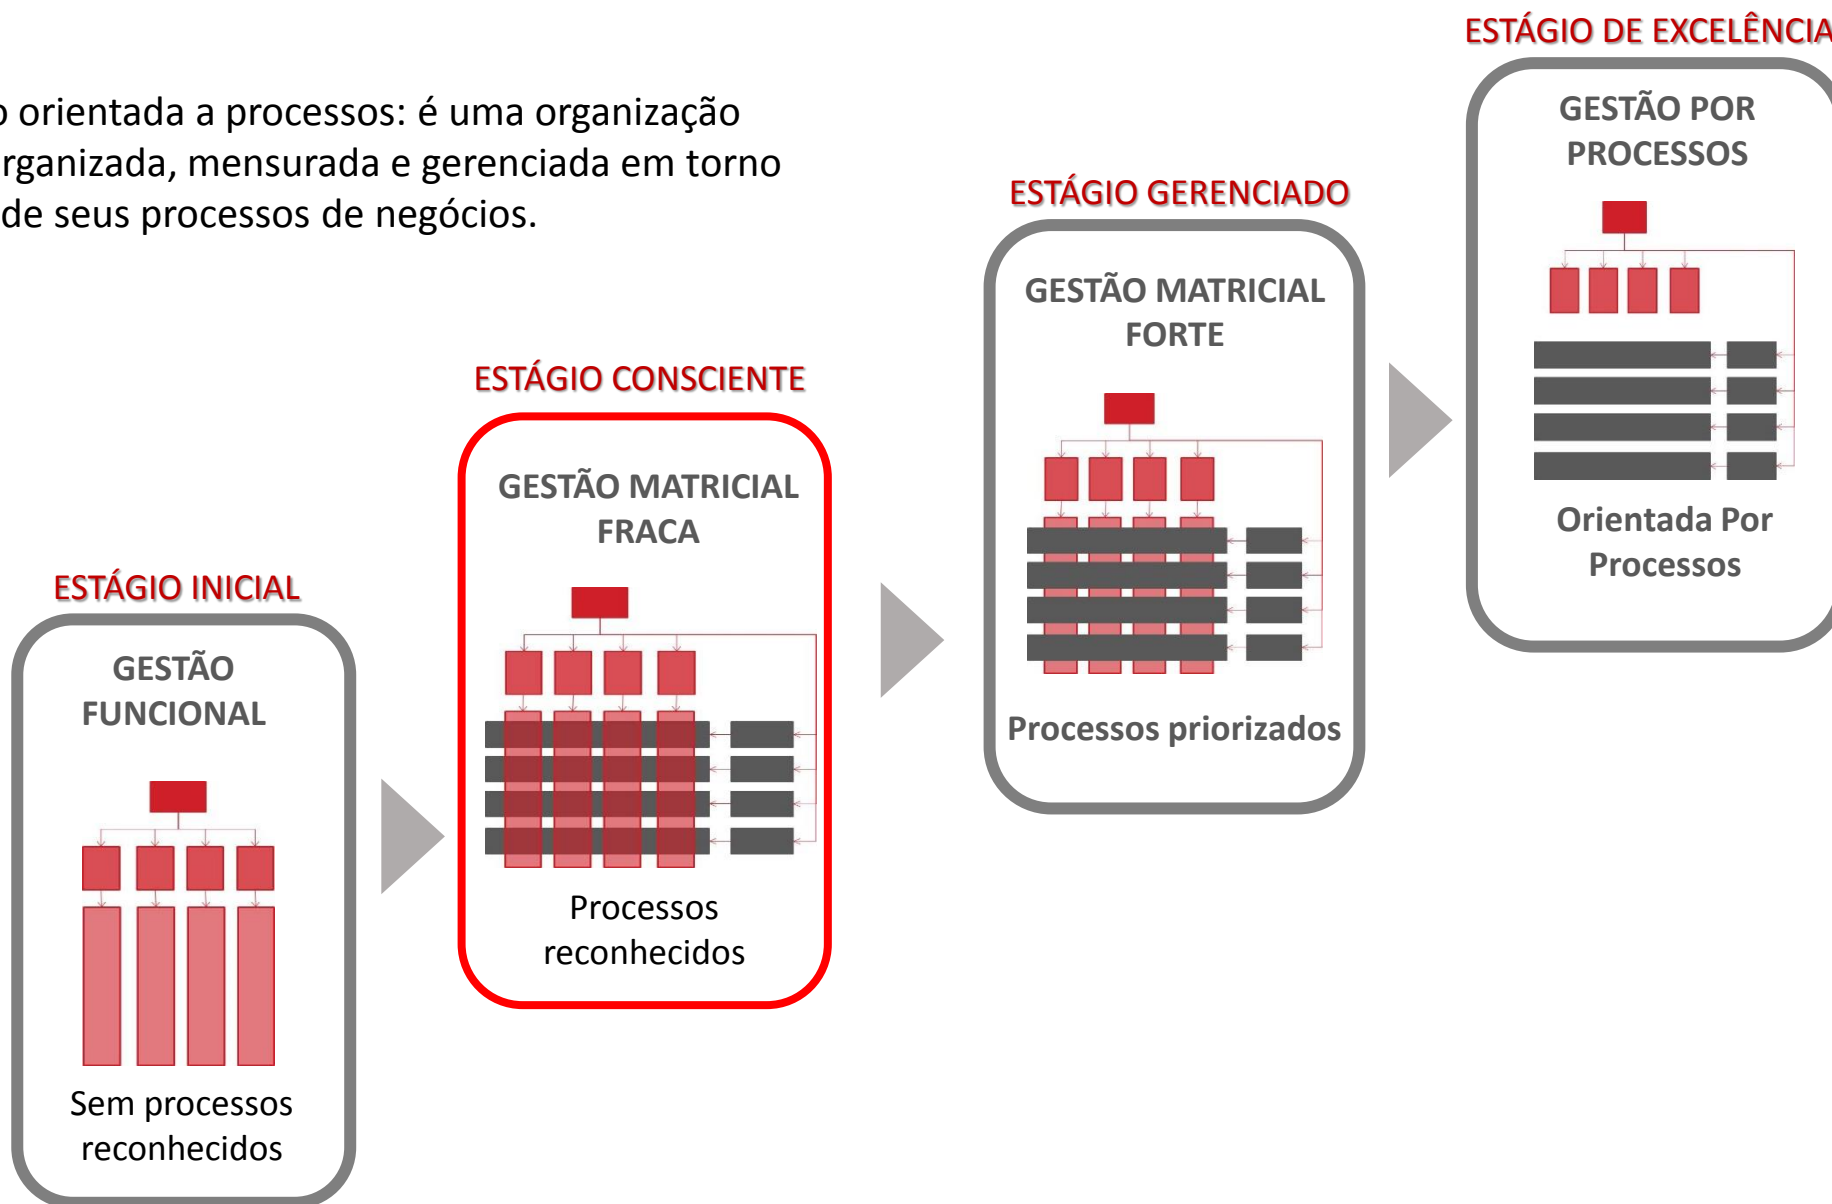 o orientada a processos: é uma organização
rganizada, mensurada e gerenciada em torno
de seus processos de negócios.
ESTÁGIO INICIAL
GESTÃO
FUNCIONAL
Sem processos
reconhecidos
ESTÁGIO CONSCIENTE
GESTÃO MATRICIAL
FRACA
Processos
reconhecidos
ESTÁGIO GERENCIADO
GESTÃO MATRICIAL
FORTE
Processos priorizados
ESTÁGIO DE EXCELÊNCIA
GESTÃO POR
PROCESSOS
Orientada Por
Processos